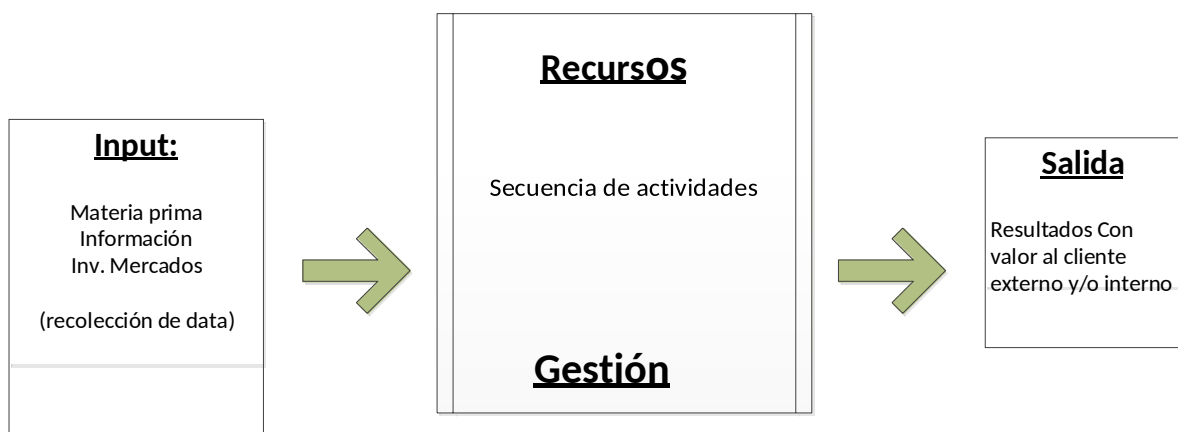 Input:
Materia prima
Información
Inv. Mercados
(recolección de data)
Recursos
Secuencia de actividades
Gestión
Salida
Resultados Con
valor al cliente
externo y/o interno